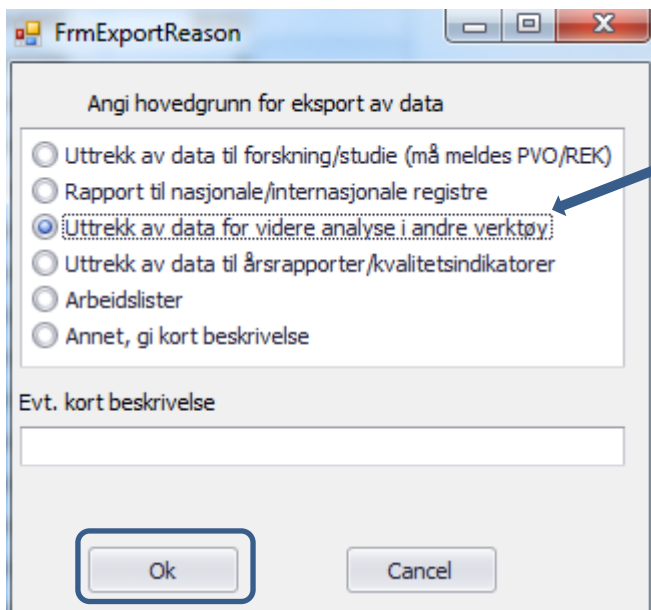 FrmExportReason
Angi hovedgrunn for eksport av data
Uttrekk av data til forskning/studie (må meldes PVO/REK)
Rapport til nasjonale/internasjonale registre
Uttrekk av data for videre analyse i andre verktøy
Uttrekk av data til årsrapporter/kvalitetsindikatorer
Arbeidslister
Annet, gi kort beskrivelse
Evt. kort beskrivelse
Ok Cancel